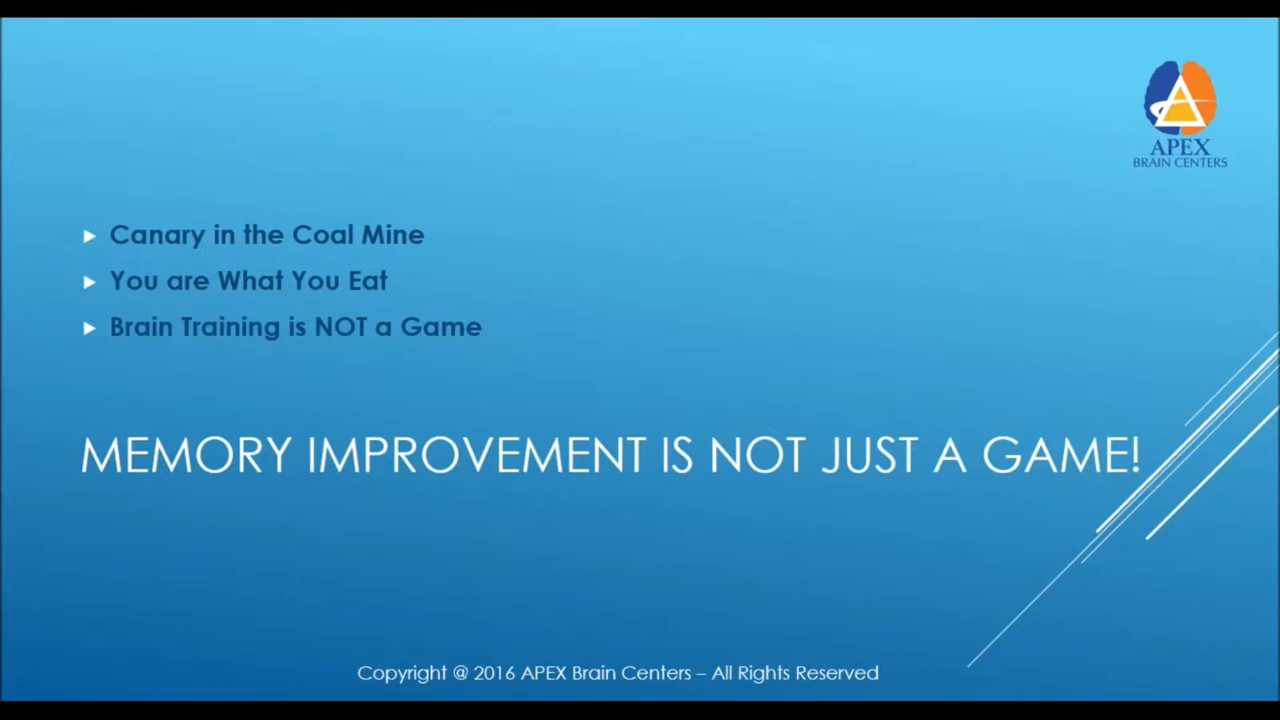 APEX
BRAIN CENTERS
Canary in the Coal Mine
You are What You Eat
Brain Training is NOT a Game
MEMORY IMPROVEMENT IS NOT JUST A GAME!
Copyright @ 2016 APEX Brain Centers – All Rights Reserved